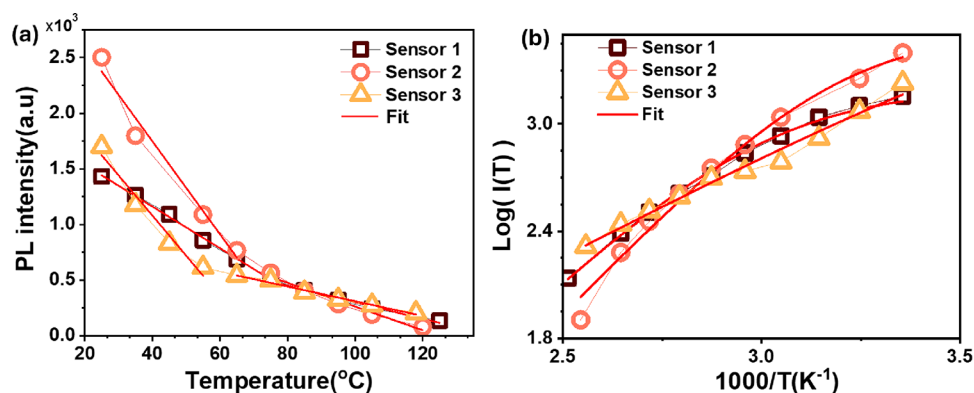 (a)
×10³
Sensor 1
Sensor 2
Sensor 3
Fit
PL intensity(a.u)
2.5
2.0
1.5
1.0
0.5
0.0
20 40 60 80 100 120
Temperature(°C)
(b)
Sensor 1
Sensor 2
Sensor 3
Fit
Log( I(T) )
3.0
2.4
1.8
2.5 3.0 3.5
1000/T(K⁻¹)